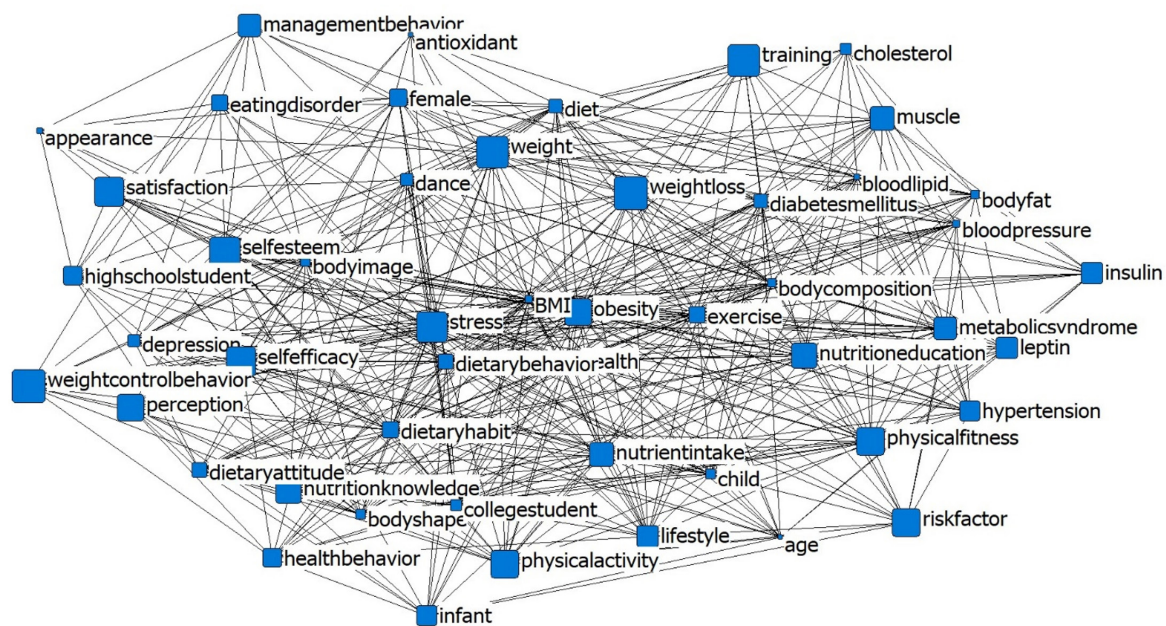 managementbehavior
antioxidant
training
cholesterol
eatingdisorder
female
diet
muscle
appearance
weight
satisfaction
dance
weightloss
bloodlipid
diabetesmellitus
bodyfat
bloodpressure
selfesteem
bodyimage
highschoolstudent
insulin
bodycomposition
BMI
obesity
stress
exercise
metabolicsyndrome
depression
selfefficacy
dietarybehavior
alth
nutritioneducation
leptin
weightcontrolbehavior
perception
hypertension
dietaryhabit
physicalfitness
nutrientintake
dietaryattitude
child
nutritionknowledge
collegestudent
bodyshape
riskfactor
lifestyle
age
healthbehavior
physicalactivity
infant